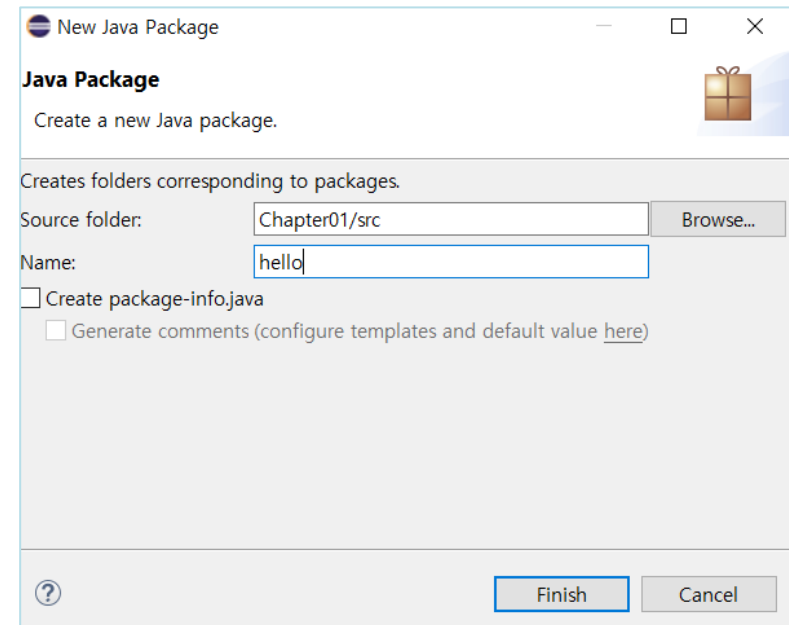 New Java Package
Java Package
Create a new Java package.
Creates folders corresponding to packages.
Source folder: Chapter01/src Browse...
Name: hello
Create package-info.java
Generate comments (configure templates and default value here)
? Finish Cancel